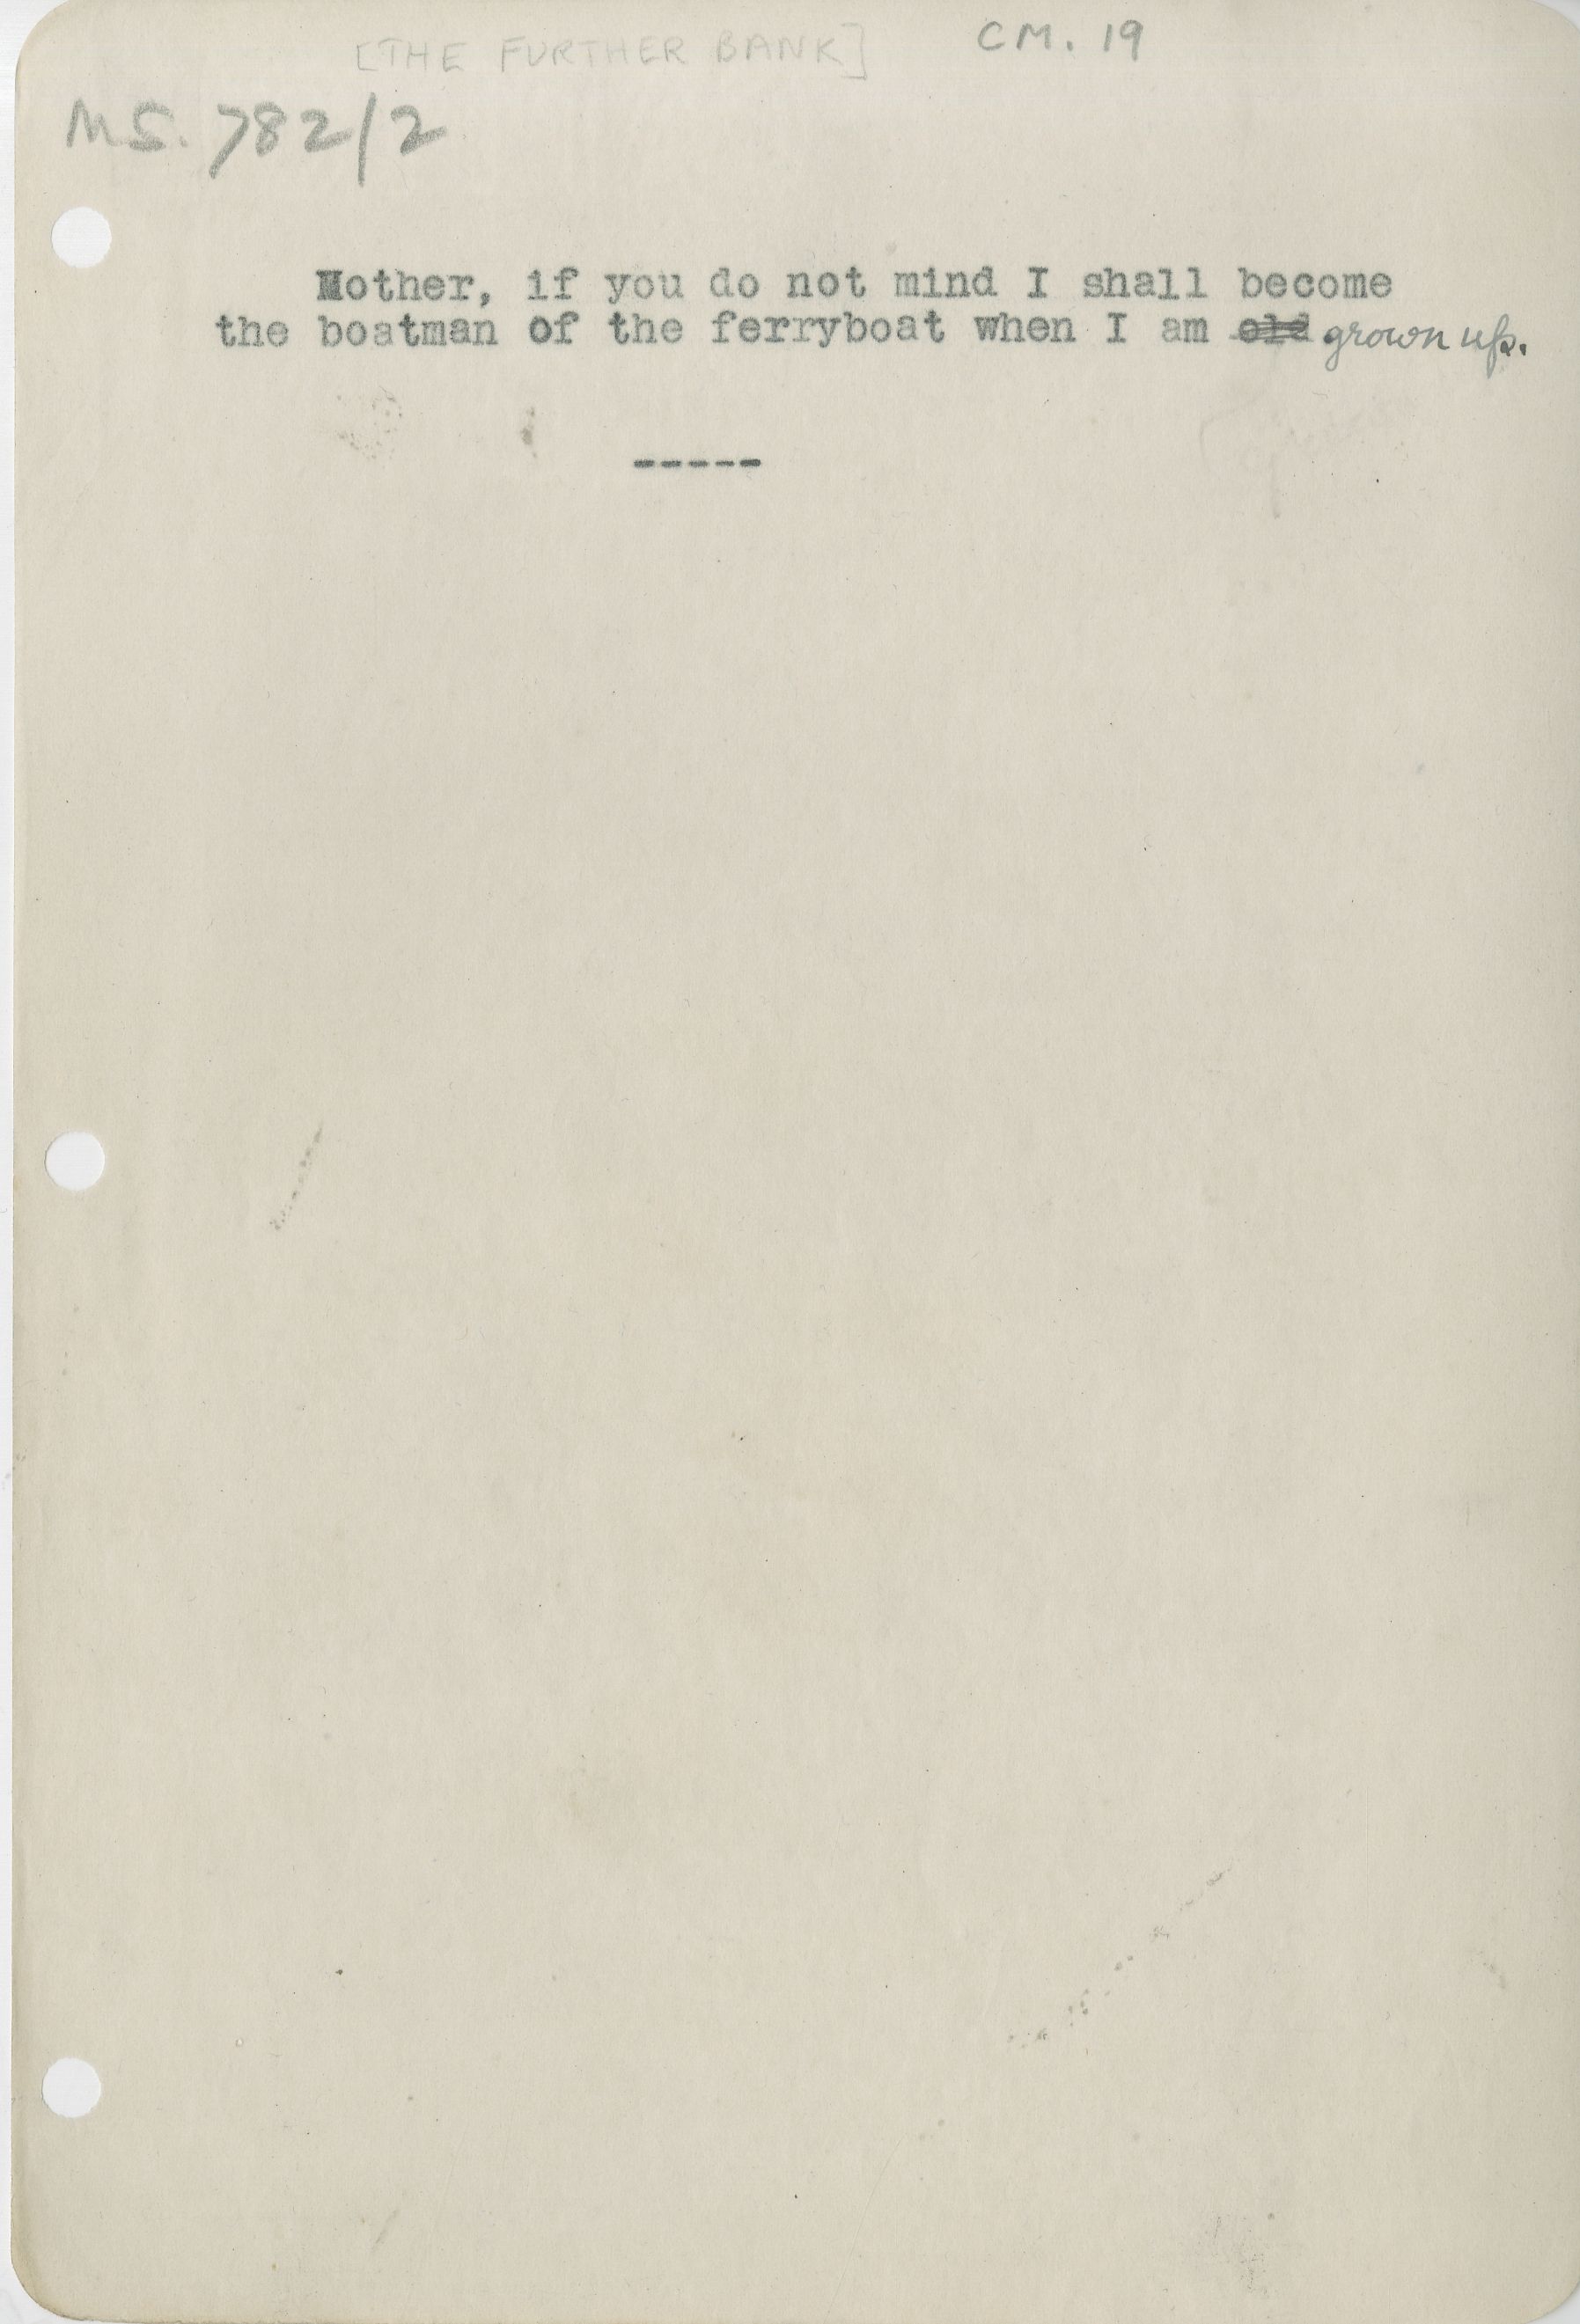 [THE FURTHER BANK] CM. 19
MS. 782/2
Mother, if you do not mind I shall become
the boatman of the ferryboat when I am old grown up.
-----